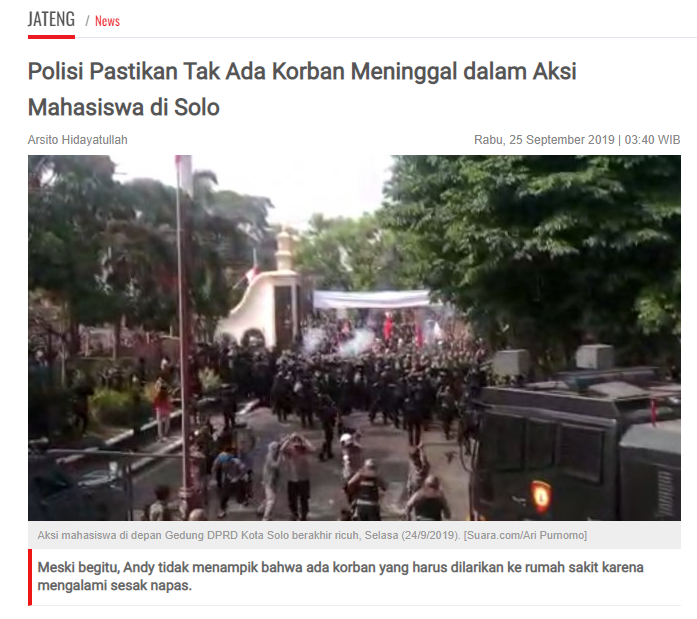 JATENG / News
Polisi Pastikan Tak Ada Korban Meninggal dalam Aksi
Mahasiswa di Solo
Arsito Hidayatullah Rabu, 25 September 2019 | 03:40 WIB
Aksi mahasiswa di depan Gedung DPRD Kota Solo berakhir ricuh, Selasa (24/9/2019). [Suara.com/Ari Purnomo]
Meski begitu, Andy tidak menampik bahwa ada korban yang harus dilarikan ke rumah sakit karena
mengalami sesak napas.